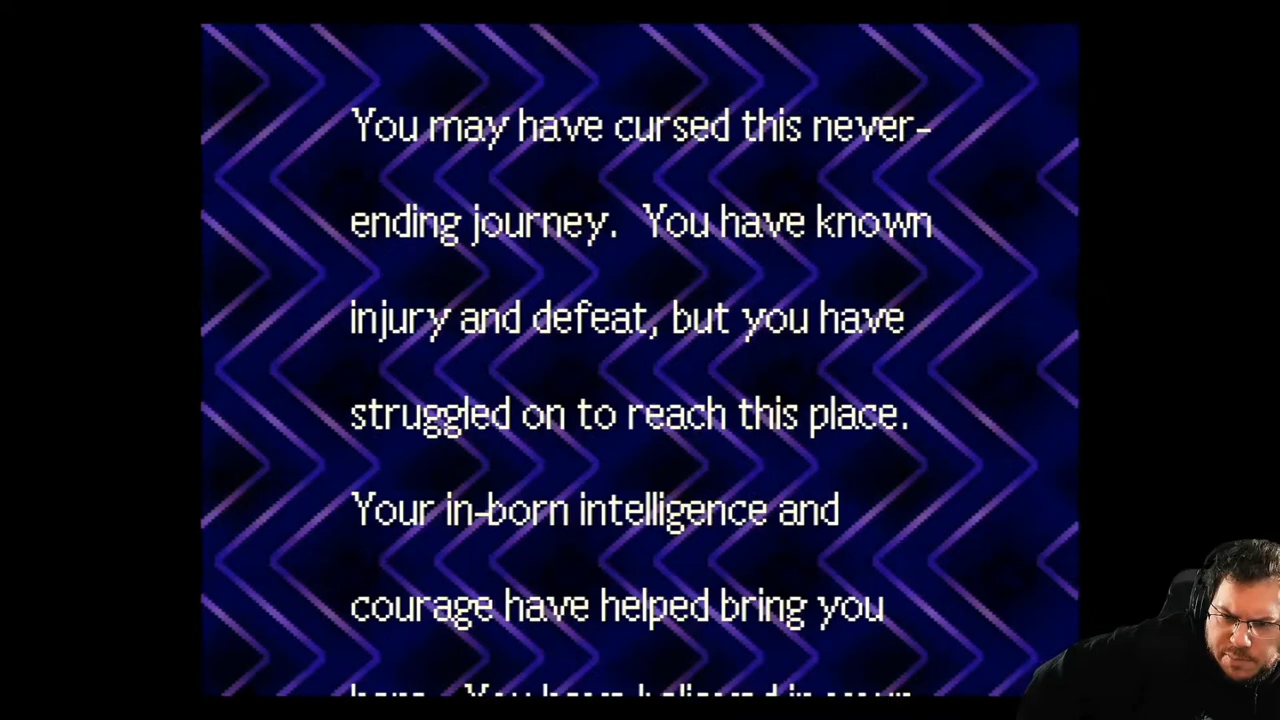 You may have cursed this never-
ending journey. You have known
injury and defeat, but you have
struggled on to reach this place.
Your in-born intelligence and
courage have helped bring you